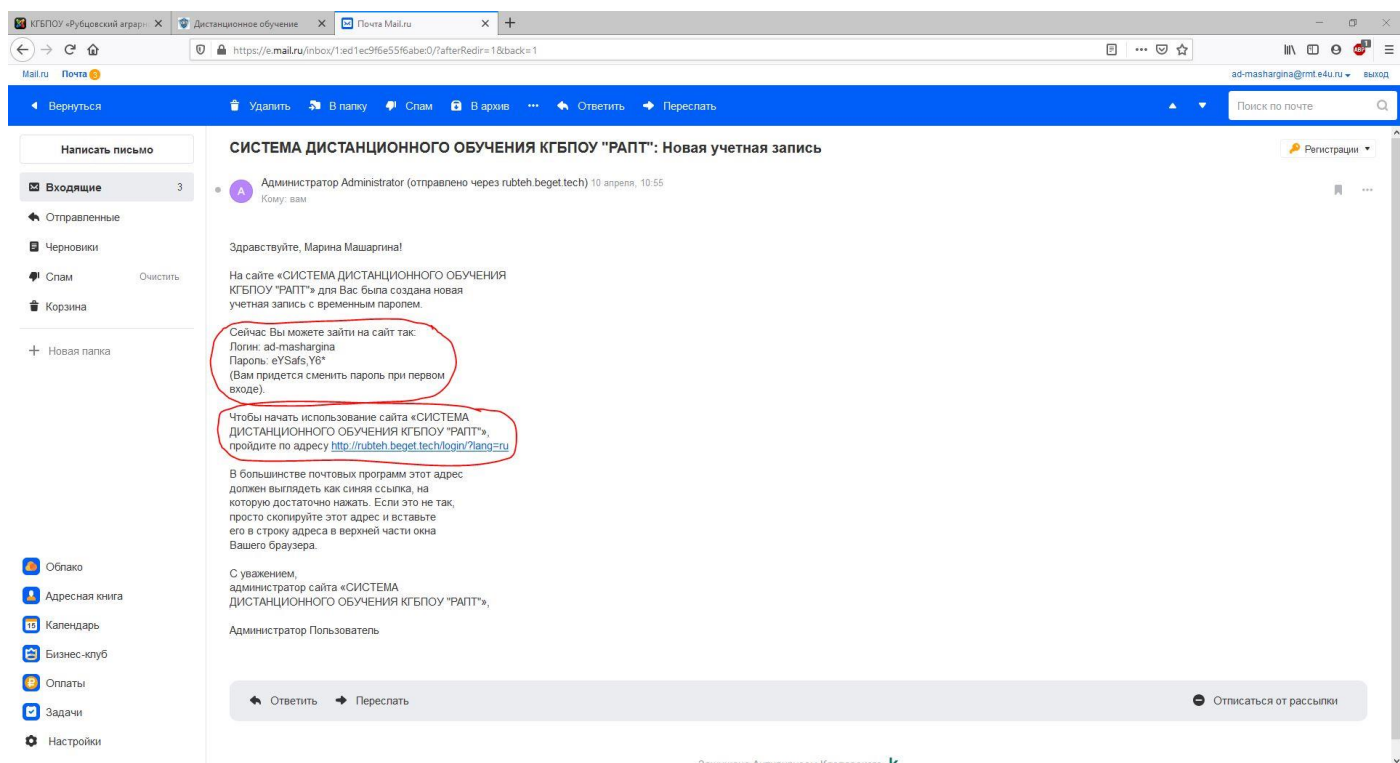 КГБПОУ «Рубцовский аграрн
Дистанционное обучение
Почта Mail.ru
https://e.mail.ru/inbox/1:ed1ec9f6e55f6abe:0/?afterRedir=1&back=1
Mail.ru Почта 3
ad-mashargina@rmt.e4u.ru выход
Вернуться
Удалить В папку Спам В архив Ответить Переслать
Поиск по почте
Написать письмо
СИСТЕМА ДИСТАНЦИОННОГО ОБУЧЕНИЯ КГБПОУ "РАПТ": Новая учетная запись
Регистрации
Входящие 3
А
Администратор Administrator (отправлено через rubteh.beget.tech) 10 апреля, 10:55
Кому: вам
Отправленные
Черновики
Спам Очистить
Корзина
Новая папка
Здравствуйте, Марина Машаргина!
На сайте «СИСТЕМА ДИСТАНЦИОННОГО ОБУЧЕНИЯ
КГБПОУ "РАПТ"» для Вас была создана новая
учетная запись с временным паролем.
Сейчас Вы можете зайти на сайт так:
Логин: ad-mashargina
Пароль: eYSafs,Y6*
(Вам придется сменить пароль при первом
входе).
Чтобы начать использование сайта «СИСТЕМА
ДИСТАНЦИОННОГО ОБУЧЕНИЯ КГБПОУ "РАПТ"»,
пройдите по адресу http://rubteh.beget.tech/login/?lang=ru
В большинстве почтовых программ этот адрес
должен выглядеть как синяя ссылка, на
которую достаточно нажать. Если это не так,
просто скопируйте этот адрес и вставьте
его в строку адреса в верхней части окна
Вашего браузера.
С уважением,
администратор сайта «СИСТЕМА
ДИСТАНЦИОННОГО ОБУЧЕНИЯ КГБПОУ "РАПТ"»,
Администратор Пользователь
Облако
Адресная книга
15 Календарь
Бизнес-клуб
Оплаты
Задачи
Настройки
Ответить Переслать
Отписаться от рассылки